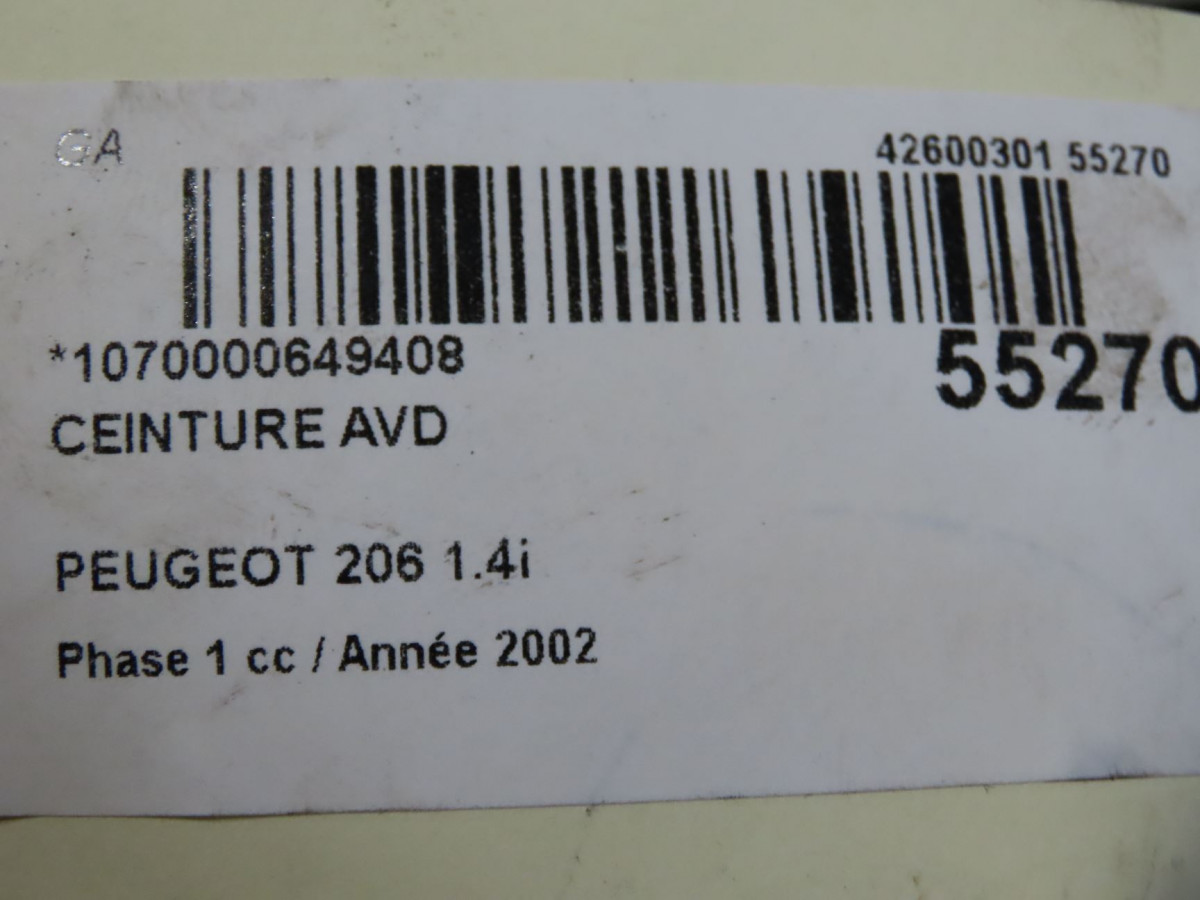 GA
42600301 55270
*1070000649408
55270
CEINTURE AVD
PEUGEOT 206 1.4i
Phase 1 cc / Année 2002